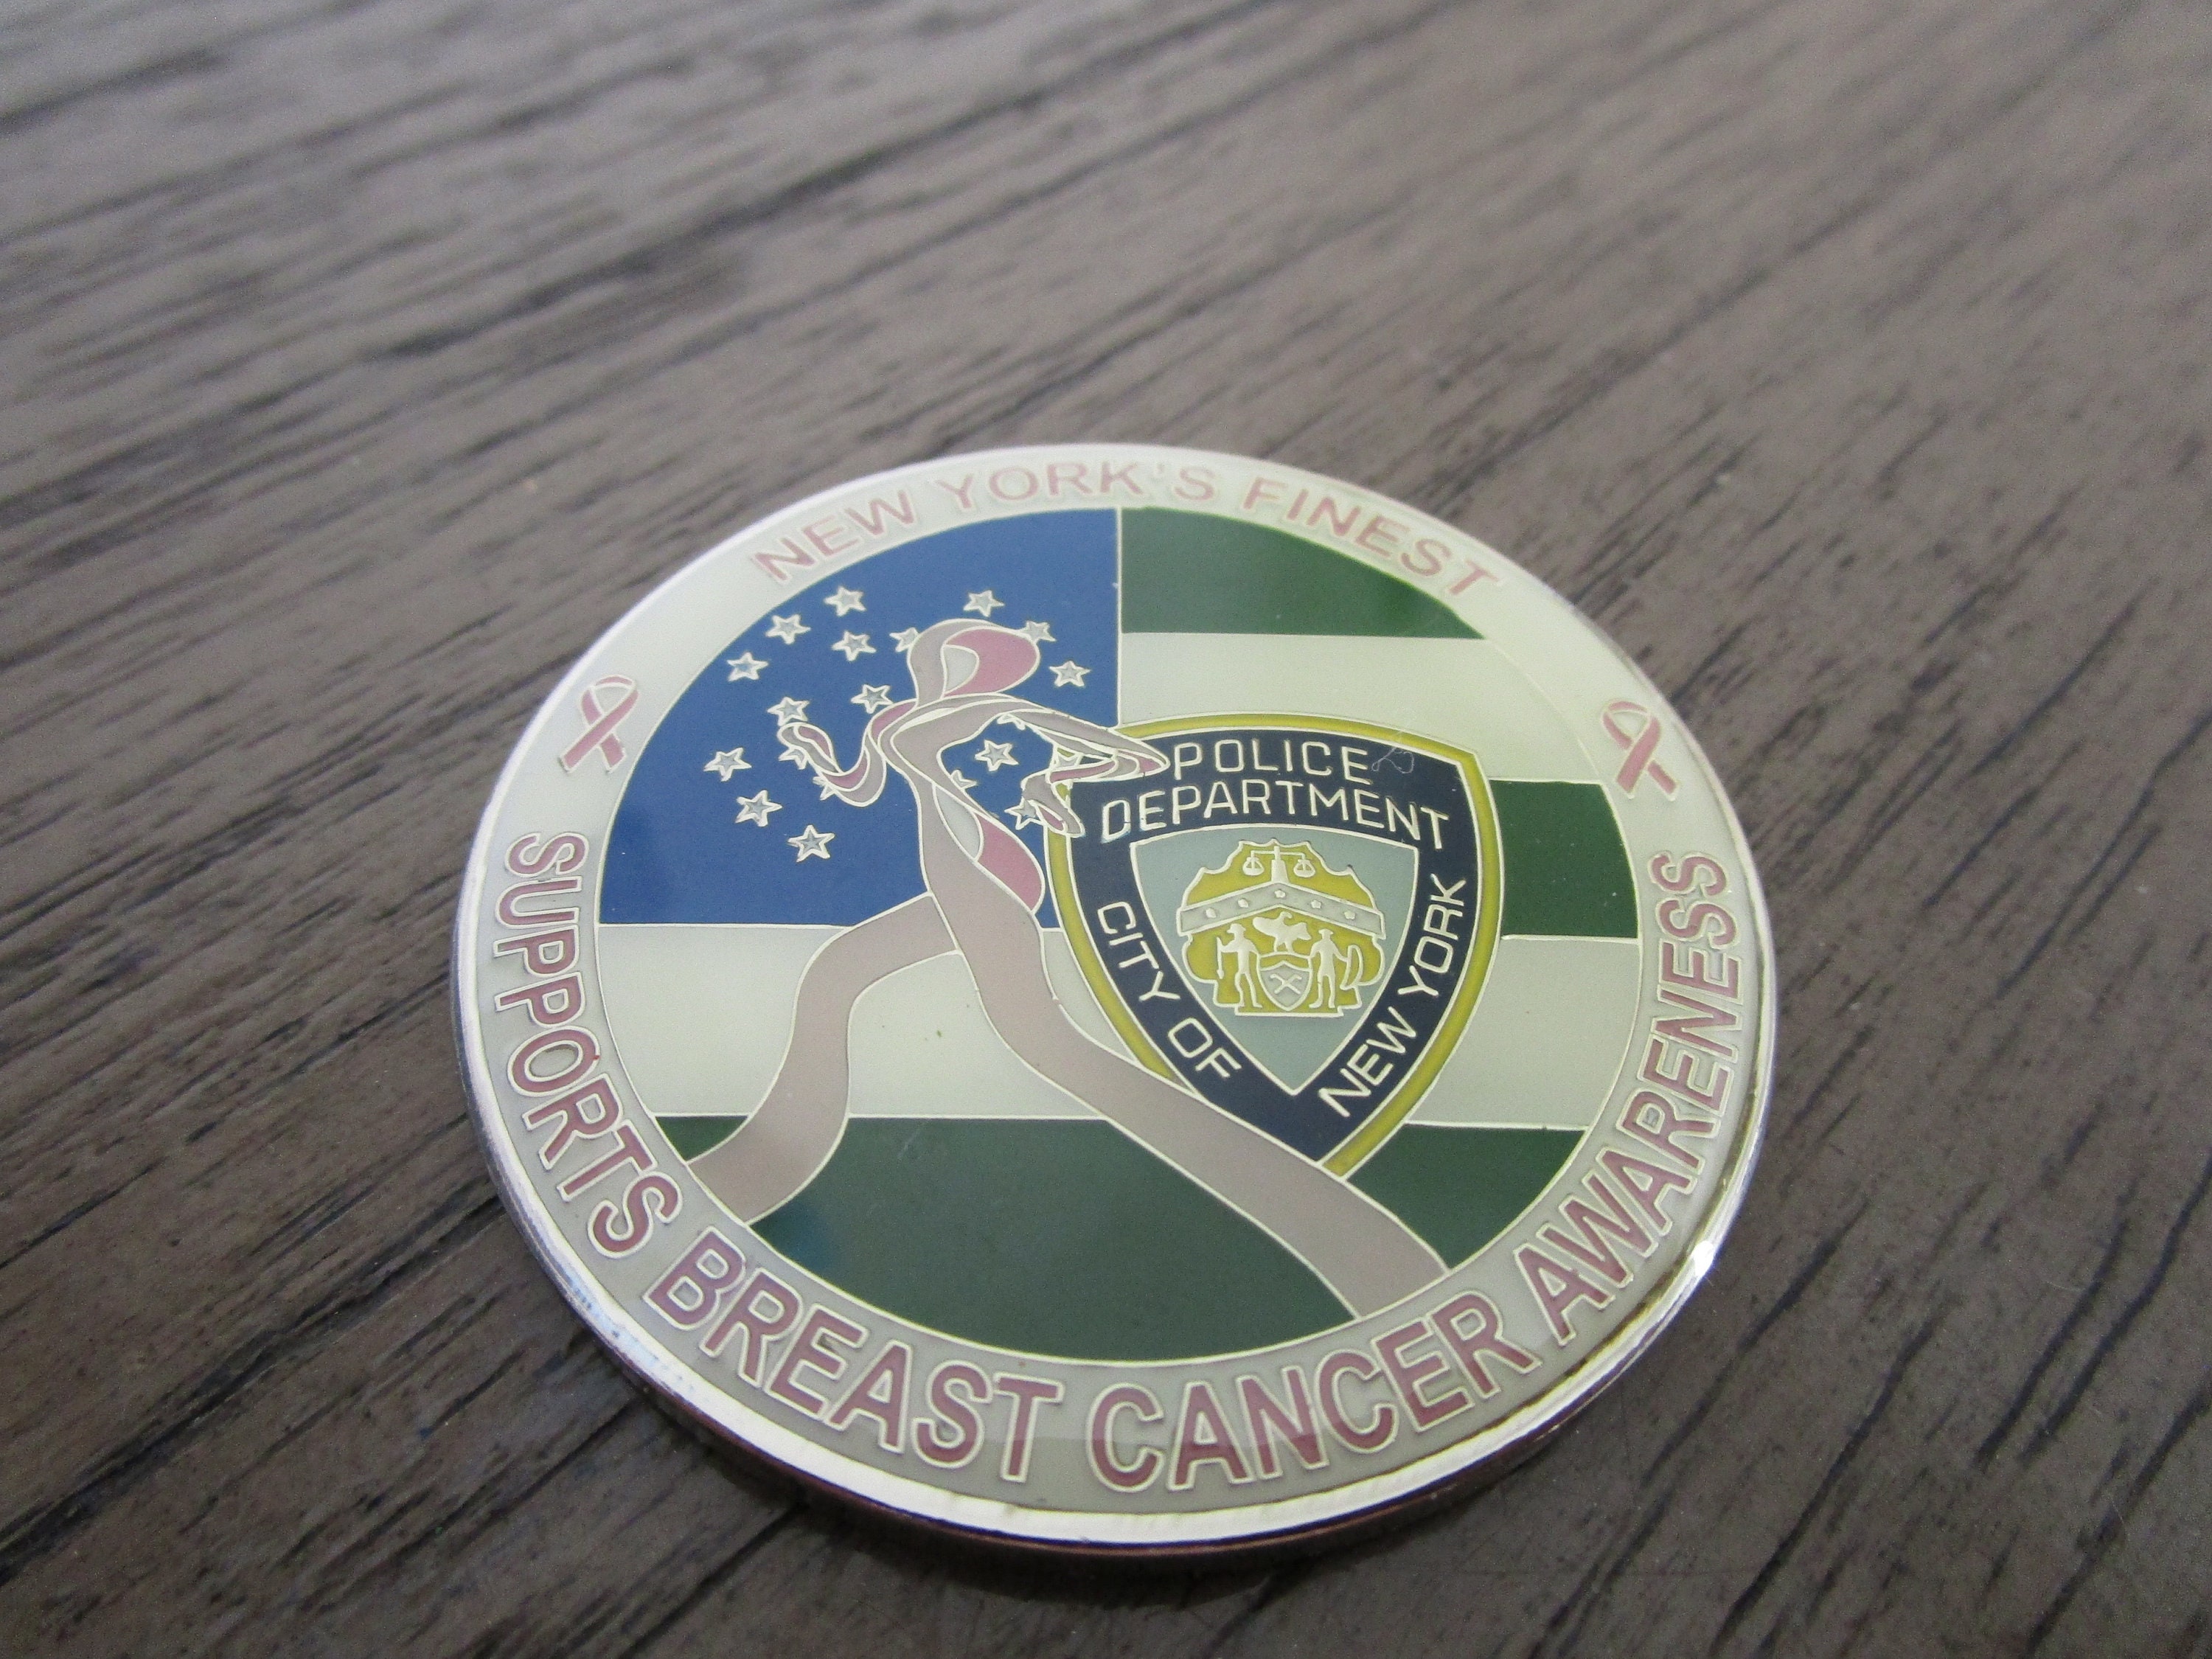 NEW YORK'S FINEST
POLICE
DEPARTMENT
CITY OF
NEW YORK
SUPPORTS BREAST CANCER AWARENESS